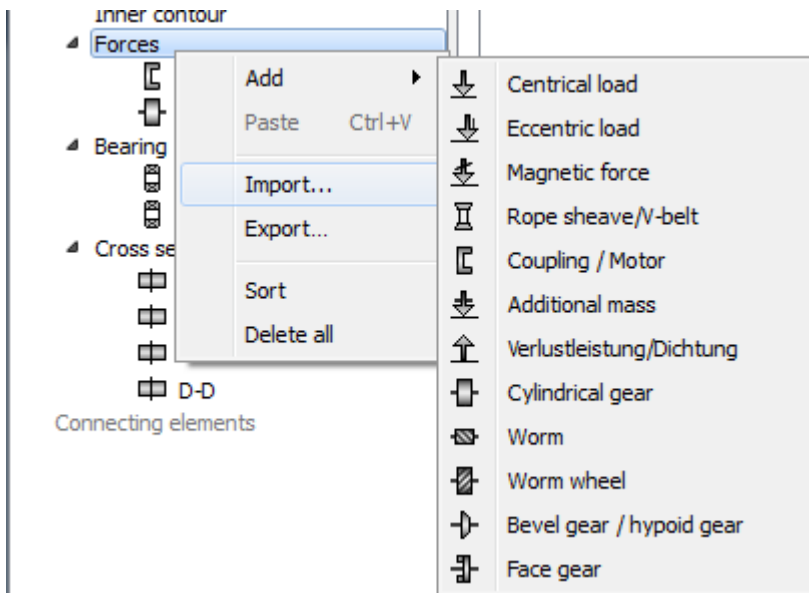 Inner contour
Forces
Bearing
Cross se
D-D
Connecting elements
Add
Paste Ctrl+V
Import...
Export...
Sort
Delete all
Centrical load
Eccentric load
Magnetic force
Rope sheave/V-belt
Coupling / Motor
Additional mass
Verlustleistung/Dichtung
Cylindrical gear
Worm
Worm wheel
Bevel gear / hypoid gear
Face gear